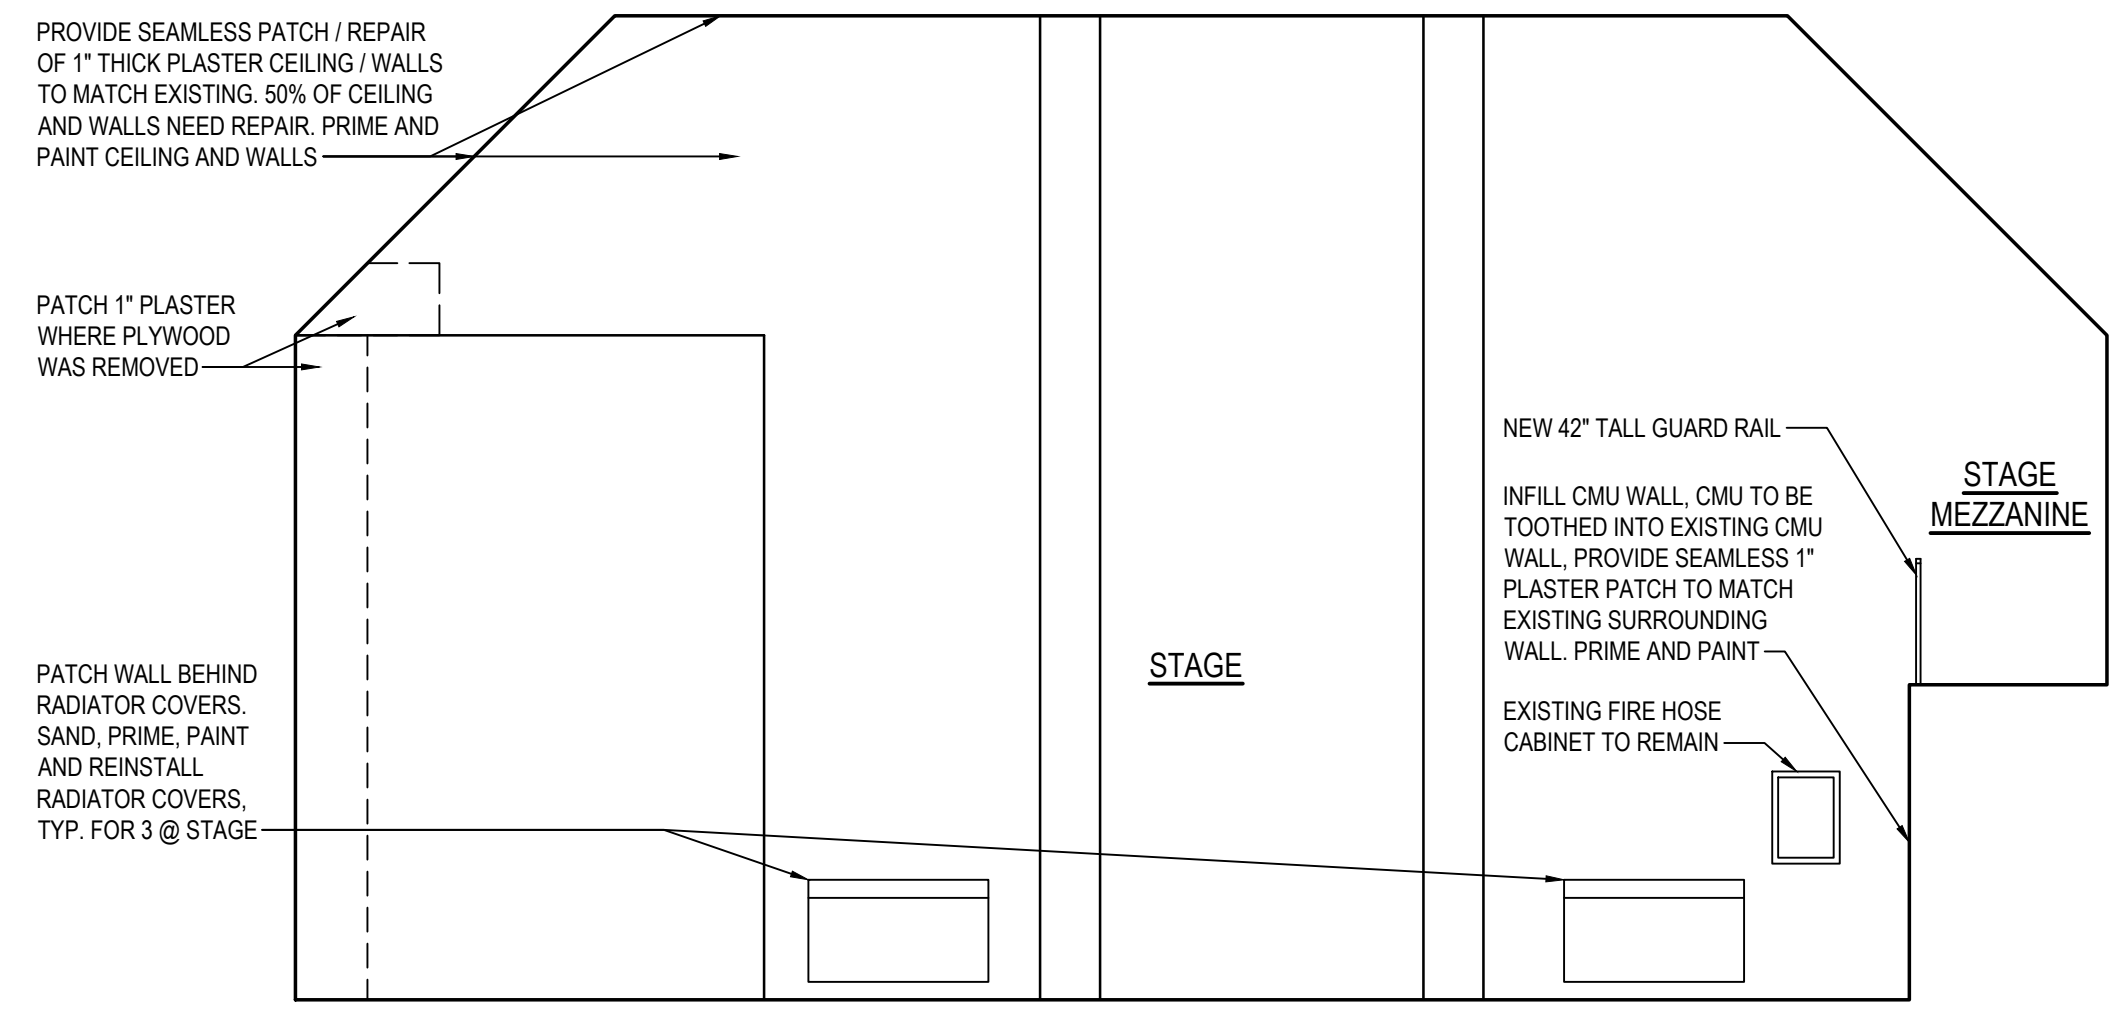 PROVIDE SEAMLESS PATCH / REPAIR
OF 1" THICK PLASTER CEILING / WALLS
TO MATCH EXISTING. 50% OF CEILING
AND WALLS NEED REPAIR. PRIME AND
PAINT CEILING AND WALLS
PATCH 1" PLASTER
WHERE PLYWOOD
WAS REMOVED
PATCH WALL BEHIND
RADIATOR COVERS.
SAND, PRIME, PAINT
AND REINSTALL
RADIATOR COVERS,
TYP. FOR 3 @ STAGE
STAGE
NEW 42" TALL GUARD RAIL
INFILL CMU WALL, CMU TO BE
TOOTHED INTO EXISTING CMU
WALL, PROVIDE SEAMLESS 1"
PLASTER PATCH TO MATCH
EXISTING SURROUNDING
WALL. PRIME AND PAINT
EXISTING FIRE HOSE
CABINET TO REMAIN
STAGE
MEZZANINE